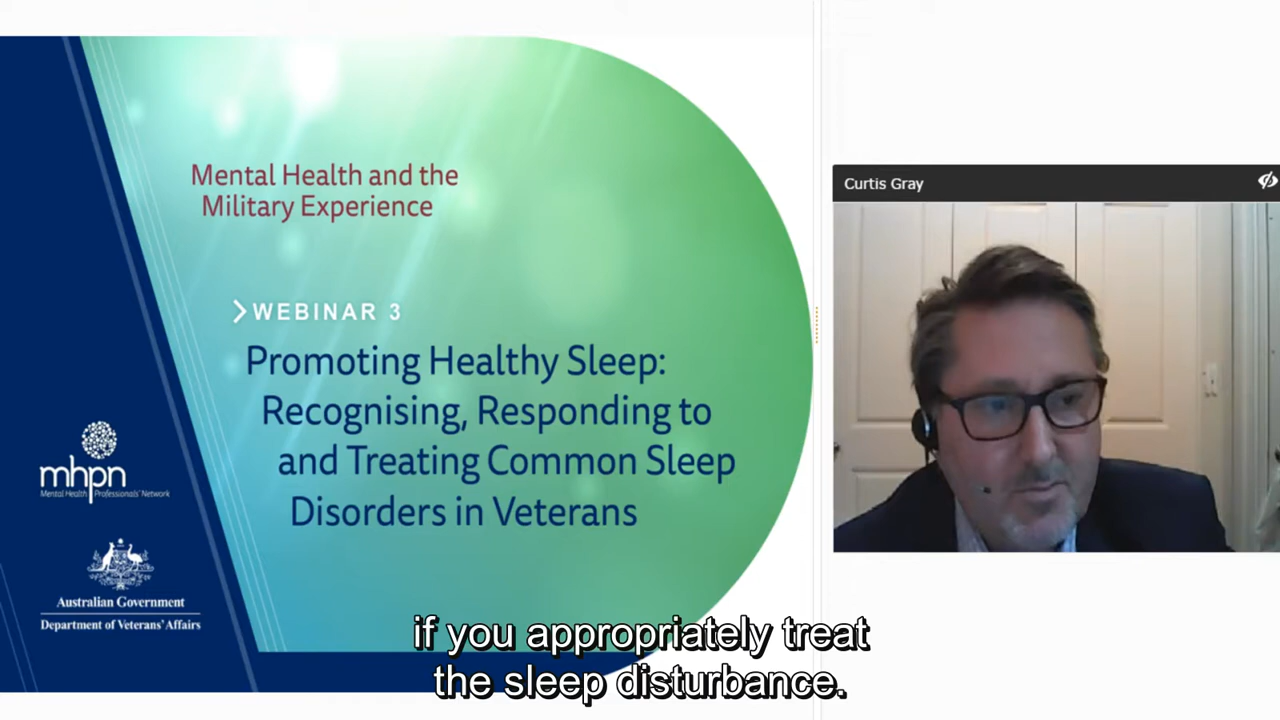 Mental Health and the
Military Experience
WEBINAR 3
Promoting Healthy Sleep:
Recognising, Responding to
and Treating Common Sleep
Disorders in Veterans
mhpn
Mental Health Professionals' Network
Australian Government
Department of Veterans' Affairs
Curtis Gray
if you appropriately treat
the sleep disturbance.